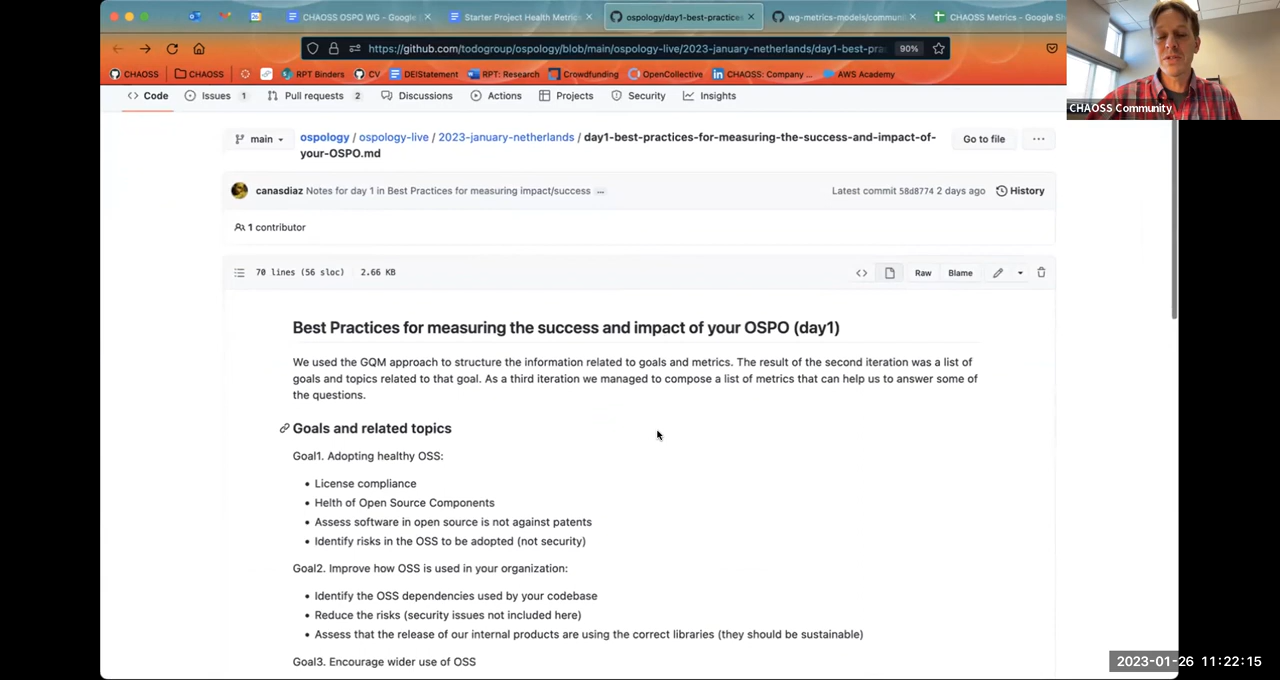 CHAOSS OSPO WG - Google
Starter Project Health Metrics
ospology/day1-best-practices
wg-metrics-models/commun
CHAOSS Metrics - Google Sh
https://github.com/todogroup/ospology/blob/main/ospology-live/2023-january-netherlands/day1-best-pra
90%
CHAOSS
CHAOSS
RPT Binders
CV
DEIStatement
RPT: Research
Crowdfunding
OpenCollective
CHAOSS: Company ...
AWS Academy
CHAOSS Community
Code
Issues 1
Pull requests 2
Discussions
Actions
Projects
Security
Insights
main
ospology / ospology-live / 2023-january-netherlands / day1-best-practices-for-measuring-the-success-and-impact-of-
your-OSPO.md
Go to file
canasdiaz Notes for day 1 in Best Practices for measuring impact/success ...
Latest commit 58d8774 2 days ago
History
1 contributor
70 lines (56 sloc) 2.66 KB
Raw
Blame
Best Practices for measuring the success and impact of your OSPO (day1)
We used the GQM approach to structure the information related to goals and metrics. The result of the second iteration was a list of
goals and topics related to that goal. As a third iteration we managed to compose a list of metrics that can help us to answer some of
the questions.
Goals and related topics
Goal1. Adopting healthy OSS:
• License compliance
• Helth of Open Source Components
• Assess software in open source is not against patents
• Identify risks in the OSS to be adopted (not security)
Goal2. Improve how OSS is used in your organization:
• Identify the OSS dependencies used by your codebase
• Reduce the risks (security issues not included here)
• Assess that the release of our internal products are using the correct libraries (they should be sustainable)
Goal3. Encourage wider use of OSS
2023-01-26 11:22:15